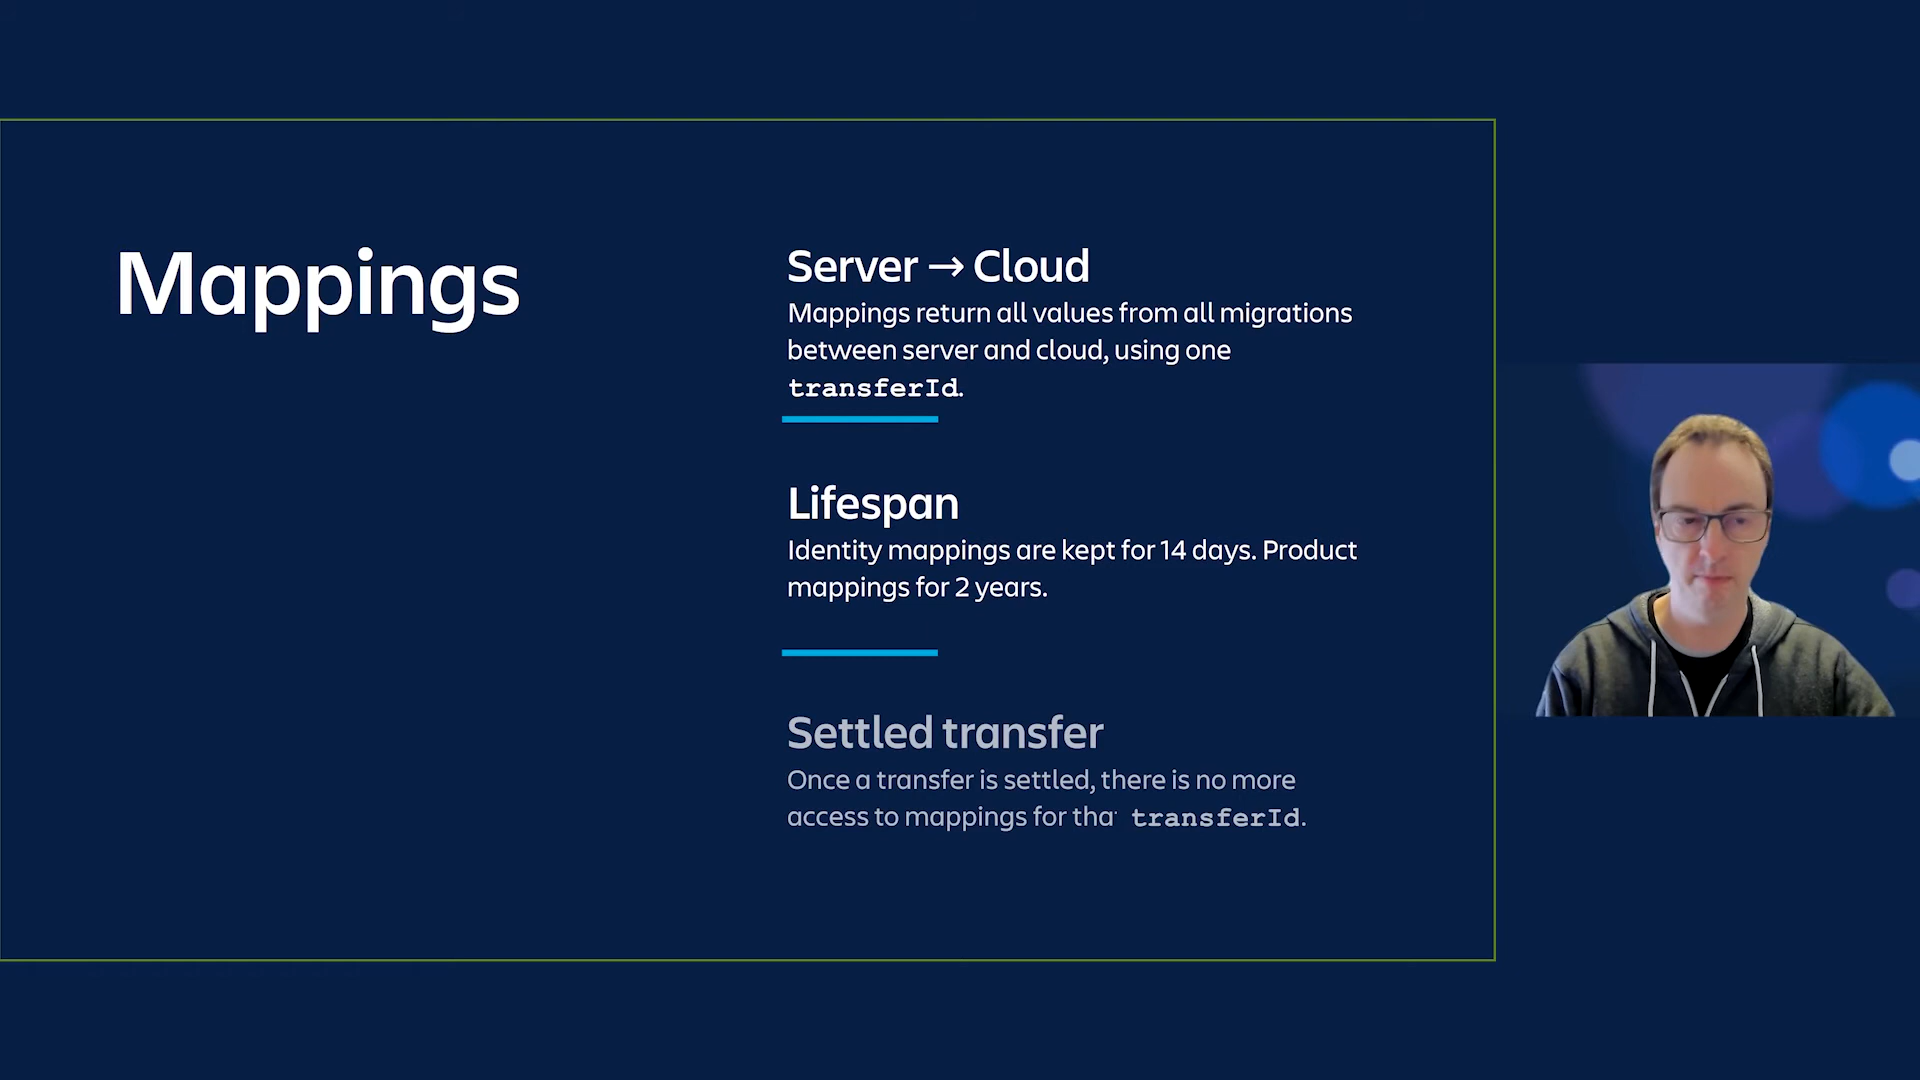 Mappings
Server → Cloud
Mappings return all values from all migrations
between server and cloud, using one
transferId.
Lifespan
Identity mappings are kept for 14 days. Product
mappings for 2 years.
Settled transfer
Once a transfer is settled, there is no more
access to mappings for tha transferId.